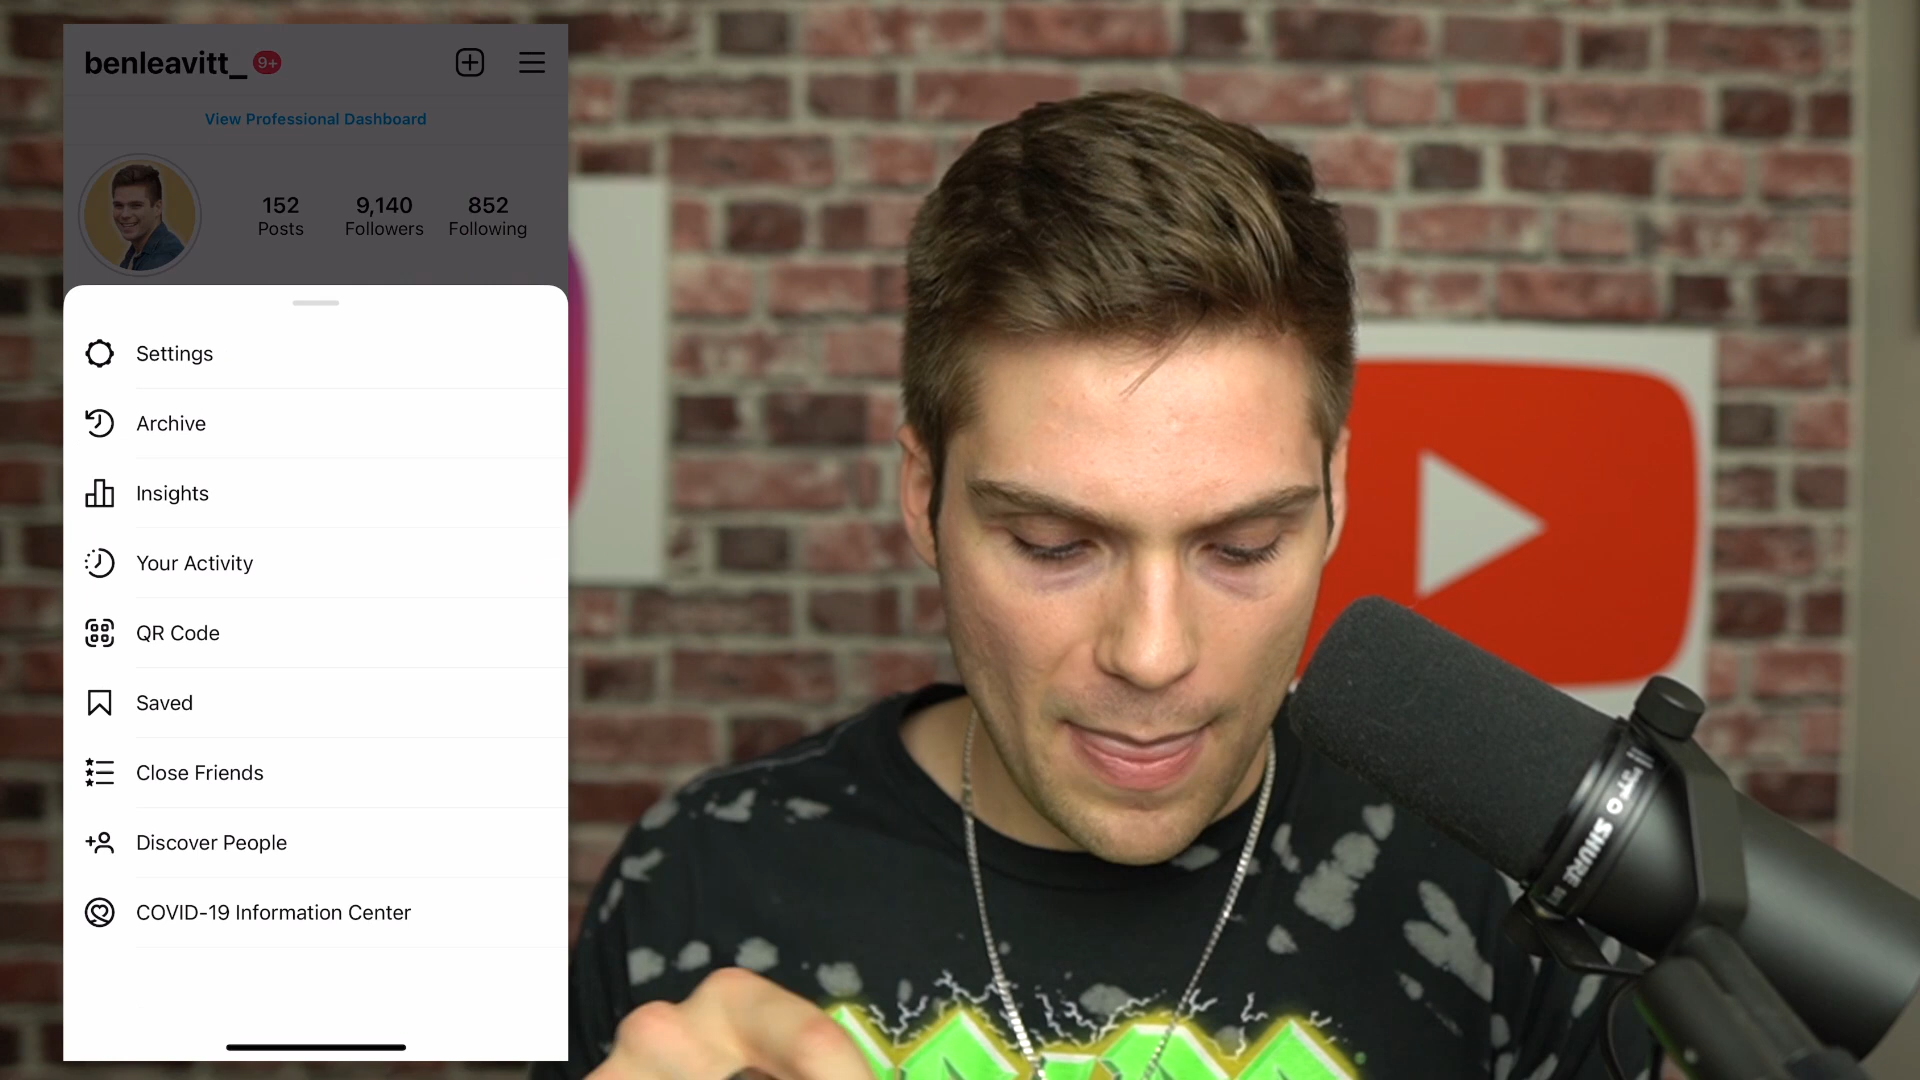 benleavitt_ 9+
View Professional Dashboard
152 9,140 852
Posts Followers Following
Settings
Archive
Insights
Your Activity
QR Code
Saved
Close Friends
Discover People
COVID-19 Information Center
SHURE